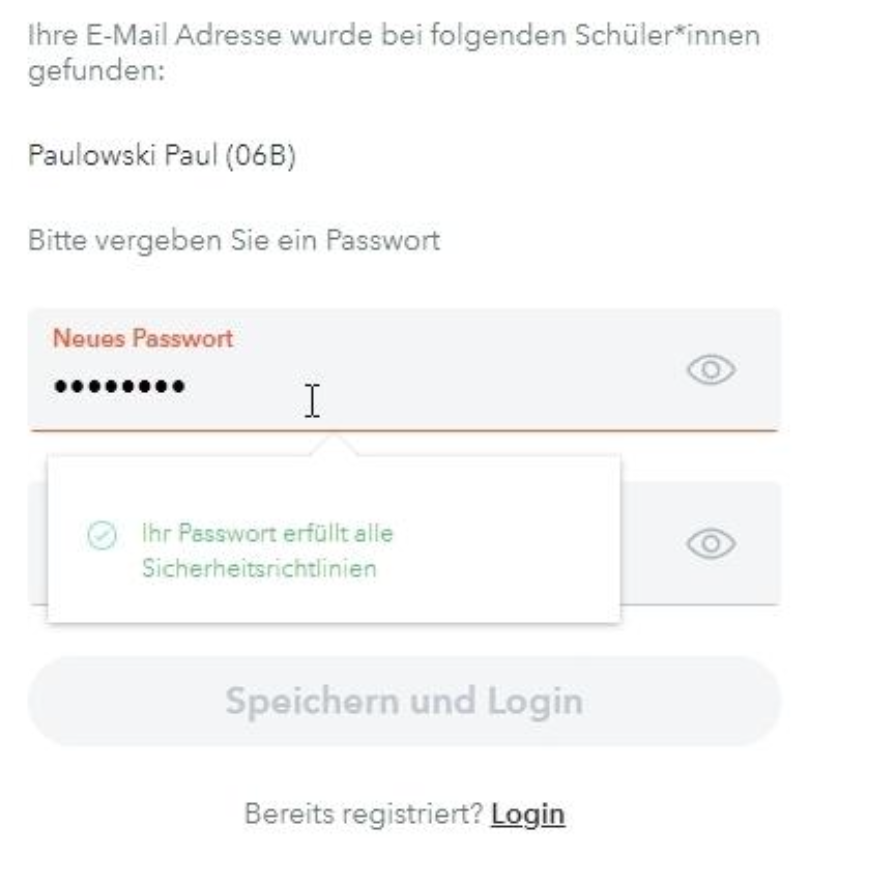 Ihre E-Mail Adresse wurde bei folgenden Schüler*innen
gefunden:
Paulowski Paul (06B)
Bitte vergeben Sie ein Passwort
Neues Passwort
••••••••
Ihr Passwort erfüllt alle
Sicherheitsrichtlinien
Speichern und Login
Bereits registriert? Login